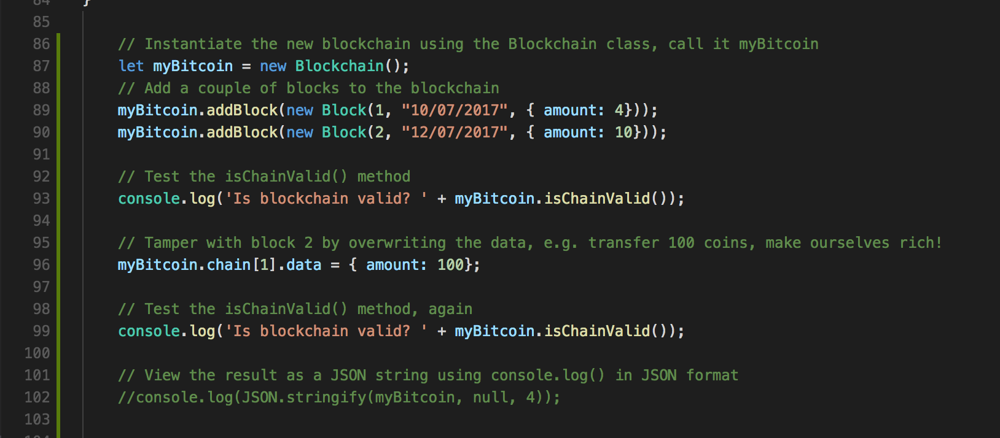 84 }
85
86 // Instantiate the new blockchain using the Blockchain class, call it myBitcoin
87 let myBitcoin = new Blockchain();
88 // Add a couple of blocks to the blockchain
89 myBitcoin.addBlock(new Block(1, "10/07/2017", { amount: 4}));
90 myBitcoin.addBlock(new Block(2, "12/07/2017", { amount: 10}));
91
92 // Test the isChainValid() method
93 console.log('Is blockchain valid? ' + myBitcoin.isChainValid());
94
95 // Tamper with block 2 by overwriting the data, e.g. transfer 100 coins, make ourselves rich!
96 myBitcoin.chain[1].data = { amount: 100};
97
98 // Test the isChainValid() method, again
99 console.log('Is blockchain valid? ' + myBitcoin.isChainValid());
100
101 // View the result as a JSON string using console.log() in JSON format
102 //console.log(JSON.stringify(myBitcoin, null, 4));
103
104